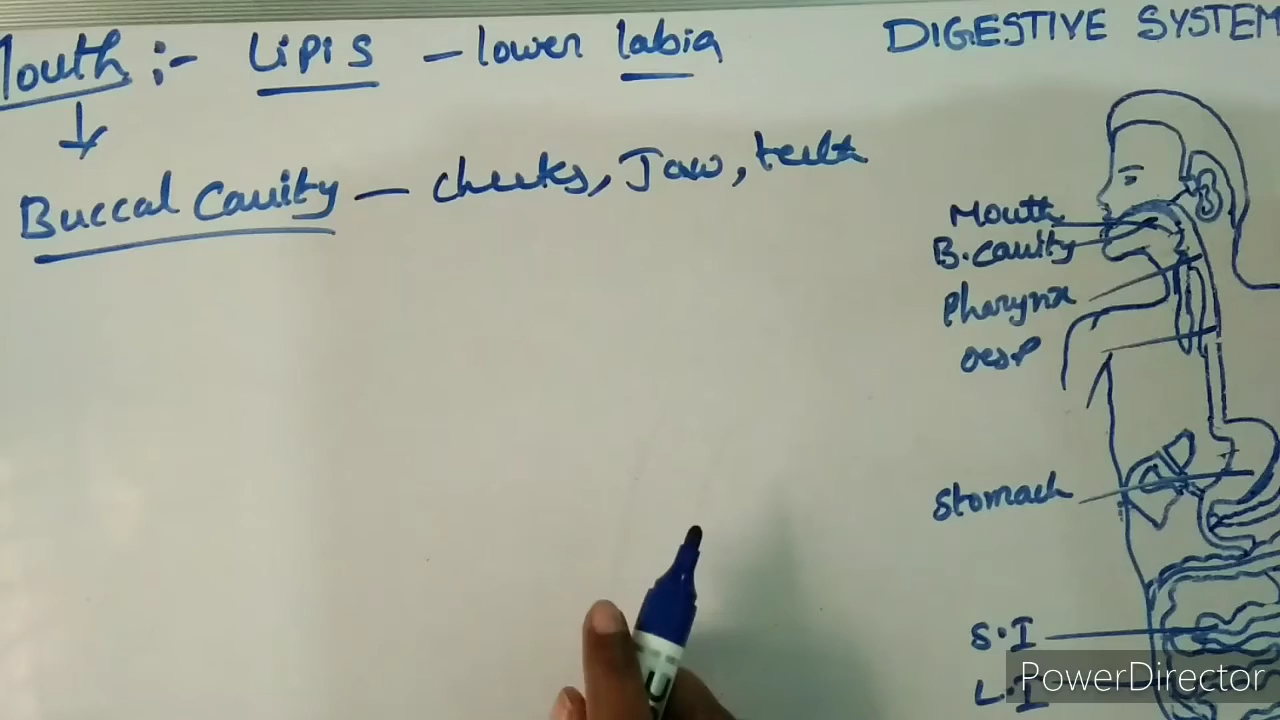 Mouth :- Lipis - lower labia
Buccal Cavity - cheeks, Jaw, teeth
DIGESTIVE SYSTEM
Mouth
B.cavity
Pharynx
oesp
Stomach
S.I
L.I
PowerDirector